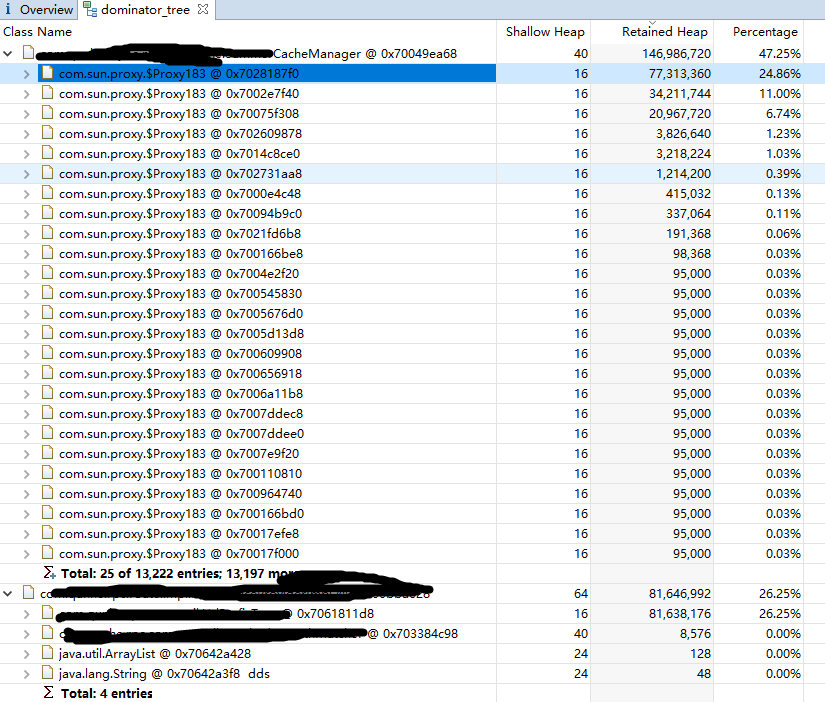 Overview dominator_tree
Class Name Shallow Heap Retained Heap Percentage
CacheManager @ 0x70049ea68 40 146,986,720 47.25%
com.sun.proxy.$Proxy183 @ 0x7028187f0 16 77,313,360 24.86%
com.sun.proxy.$Proxy183 @ 0x7002e7f40 16 34,211,744 11.00%
com.sun.proxy.$Proxy183 @ 0x70075f308 16 20,967,720 6.74%
com.sun.proxy.$Proxy183 @ 0x702609878 16 3,826,640 1.23%
com.sun.proxy.$Proxy183 @ 0x7014c8ce0 16 3,218,224 1.03%
com.sun.proxy.$Proxy183 @ 0x702731aa8 16 1,214,200 0.39%
com.sun.proxy.$Proxy183 @ 0x7000e4c48 16 415,032 0.13%
com.sun.proxy.$Proxy183 @ 0x70094b9c0 16 337,064 0.11%
com.sun.proxy.$Proxy183 @ 0x7021fd6b8 16 191,368 0.06%
com.sun.proxy.$Proxy183 @ 0x700166be8 16 98,368 0.03%
com.sun.proxy.$Proxy183 @ 0x7004e2f20 16 95,000 0.03%
com.sun.proxy.$Proxy183 @ 0x700545830 16 95,000 0.03%
com.sun.proxy.$Proxy183 @ 0x7005676d0 16 95,000 0.03%
com.sun.proxy.$Proxy183 @ 0x7005d13d8 16 95,000 0.03%
com.sun.proxy.$Proxy183 @ 0x700609908 16 95,000 0.03%
com.sun.proxy.$Proxy183 @ 0x700656918 16 95,000 0.03%
com.sun.proxy.$Proxy183 @ 0x7006a11b8 16 95,000 0.03%
com.sun.proxy.$Proxy183 @ 0x7007ddec8 16 95,000 0.03%
com.sun.proxy.$Proxy183 @ 0x7007ddee0 16 95,000 0.03%
com.sun.proxy.$Proxy183 @ 0x7007e9f20 16 95,000 0.03%
com.sun.proxy.$Proxy183 @ 0x700110810 16 95,000 0.03%
com.sun.proxy.$Proxy183 @ 0x700964740 16 95,000 0.03%
com.sun.proxy.$Proxy183 @ 0x700166bd0 16 95,000 0.03%
com.sun.proxy.$Proxy183 @ 0x70017efe8 16 95,000 0.03%
com.sun.proxy.$Proxy183 @ 0x70017f000 16 95,000 0.03%
Total: 25 of 13,222 entries; 13,197 more
64 81,646,992 26.25%
@ 0x7061811d8 16 81,638,176 26.25%
@ 0x703384c98 40 8,576 0.00%
java.util.ArrayList @ 0x70642a428 24 128 0.00%
java.lang.String @ 0x70642a3f8 dds 24 48 0.00%
Total: 4 entries